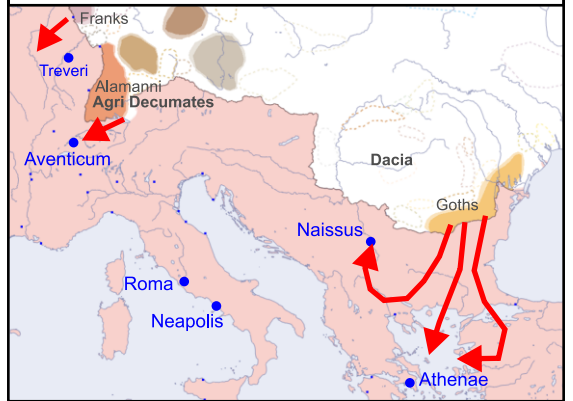 Franks
Treveri
Alamanni
Agri Decumates
Aventicum
Dacia
Goths
Naissus
Roma
Neapolis
Athenae